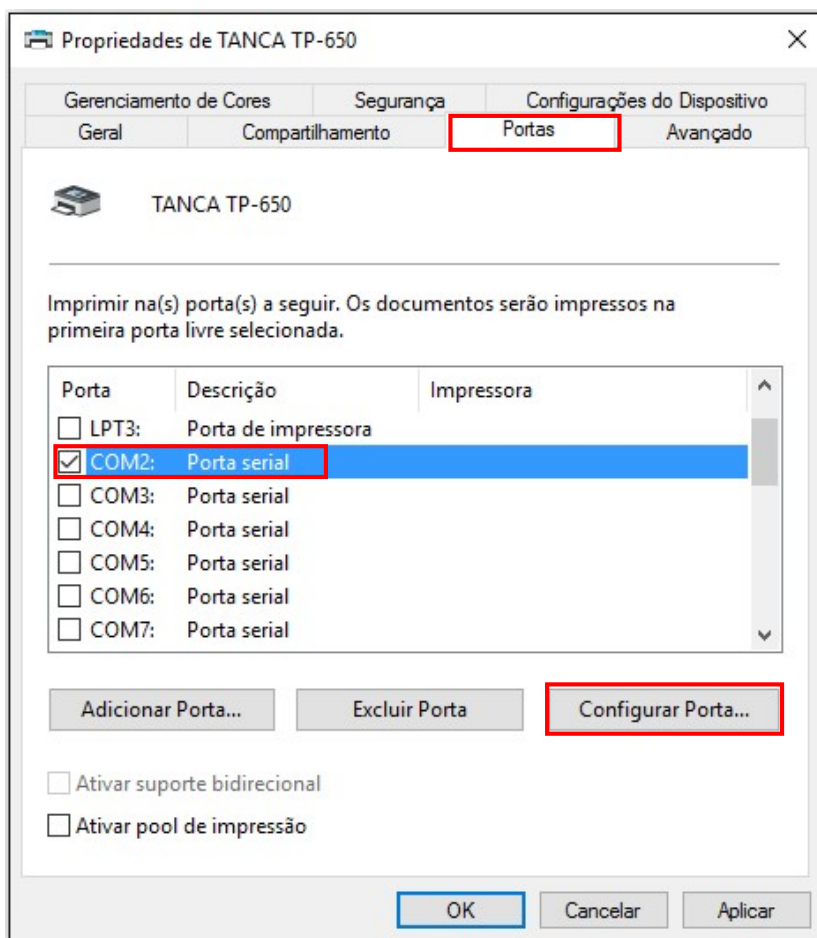 Propriedades de TANCA TP-650
Gerenciamento de Cores Segurança Configurações do Dispositivo
Geral Compartilhamento Portas Avançado
TANCA TP-650
Imprimir na(s) porta(s) a seguir. Os documentos serão impressos na
primeira porta livre selecionada.
Porta Descrição Impressora
LPT3: Porta de impressora
COM2: Porta serial
COM3: Porta serial
COM4: Porta serial
COM5: Porta serial
COM6: Porta serial
COM7: Porta serial
Adicionar Porta... Excluir Porta Configurar Porta...
Ativar suporte bidirecional
Ativar pool de impressão
OK Cancelar Aplicar